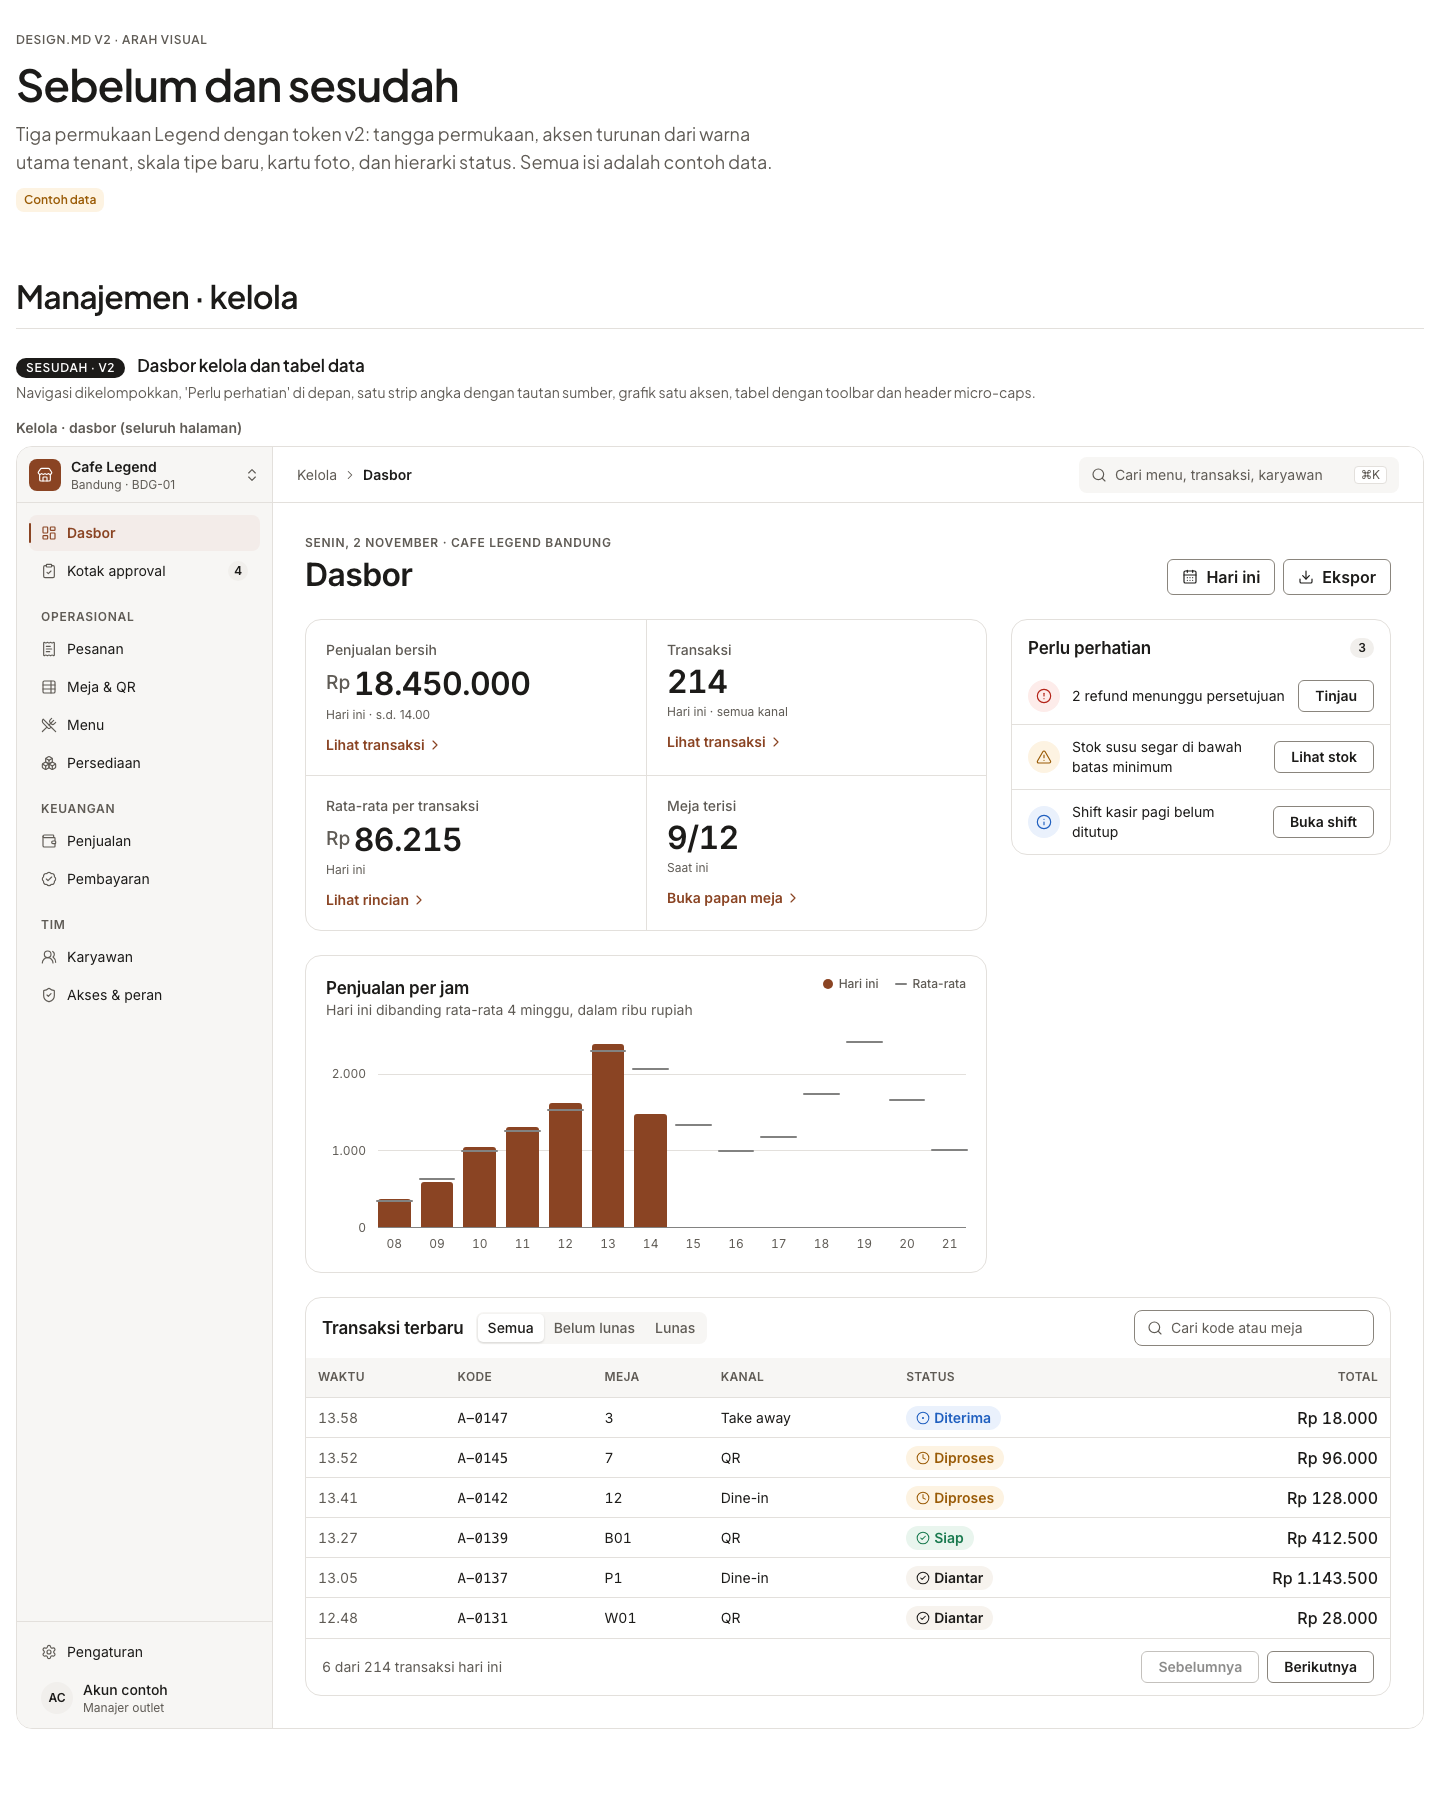 DESIGN.MD V2 · ARAH VISUAL
Sebelum dan sesudah
Tiga permukaan Legend dengan token v2: tangga permukaan, aksen turunan dari warna
utama tenant, skala tipe baru, kartu foto, dan hierarki status. Semua isi adalah contoh data.
Contoh data
Manajemen · kelola
SESUDAH · V2
Dasbor kelola dan tabel data
Navigasi dikelompokkan, 'Perlu perhatian' di depan, satu strip angka dengan tautan sumber, grafik satu aksen, tabel dengan toolbar dan header micro-caps.
Kelola · dasbor (seluruh halaman)
Cafe Legend
Bandung · BDG-01
Dasbor
Kotak approval
4
OPERASIONAL
Pesanan
Meja & QR
Menu
Persediaan
KEUANGAN
Penjualan
Pembayaran
TIM
Karyawan
Akses & peran
Pengaturan
AC
Akun contoh
Manajer outlet
Kelola
Dasbor
Cari menu, transaksi, karyawan
⌘K
SENIN, 2 NOVEMBER · CAFE LEGEND BANDUNG
Dasbor
Hari ini
Ekspor
Penjualan bersih
Rp 18.450.000
Hari ini · s.d. 14.00
Lihat transaksi
Transaksi
214
Hari ini · semua kanal
Lihat transaksi
Rata-rata per transaksi
Rp 86.215
Hari ini
Lihat rincian
Meja terisi
9/12
Saat ini
Buka papan meja
Perlu perhatian
3
2 refund menunggu persetujuan
Tinjau
Stok susu segar di bawah
batas minimum
Lihat stok
Shift kasir pagi belum
ditutup
Buka shift
Penjualan per jam
Hari ini dibanding rata-rata 4 minggu, dalam ribu rupiah
Hari ini
Rata-rata
2.000
1.000
0
08 09 10 11 12 13 14 15 16 17 18 19 20 21
Transaksi terbaru
Semua
Belum lunas
Lunas
Cari kode atau meja
WAKTU KODE MEJA KANAL STATUS TOTAL
13.58 A-0147 3 Take away Diterima Rp 18.000
13.52 A-0145 7 QR Diproses Rp 96.000
13.41 A-0142 12 Dine-in Diproses Rp 128.000
13.27 A-0139 B01 QR Siap Rp 412.500
13.05 A-0137 P1 Dine-in Diantar Rp 1.143.500
12.48 A-0131 W01 QR Diantar Rp 28.000
6 dari 214 transaksi hari ini
Sebelumnya
Berikutnya